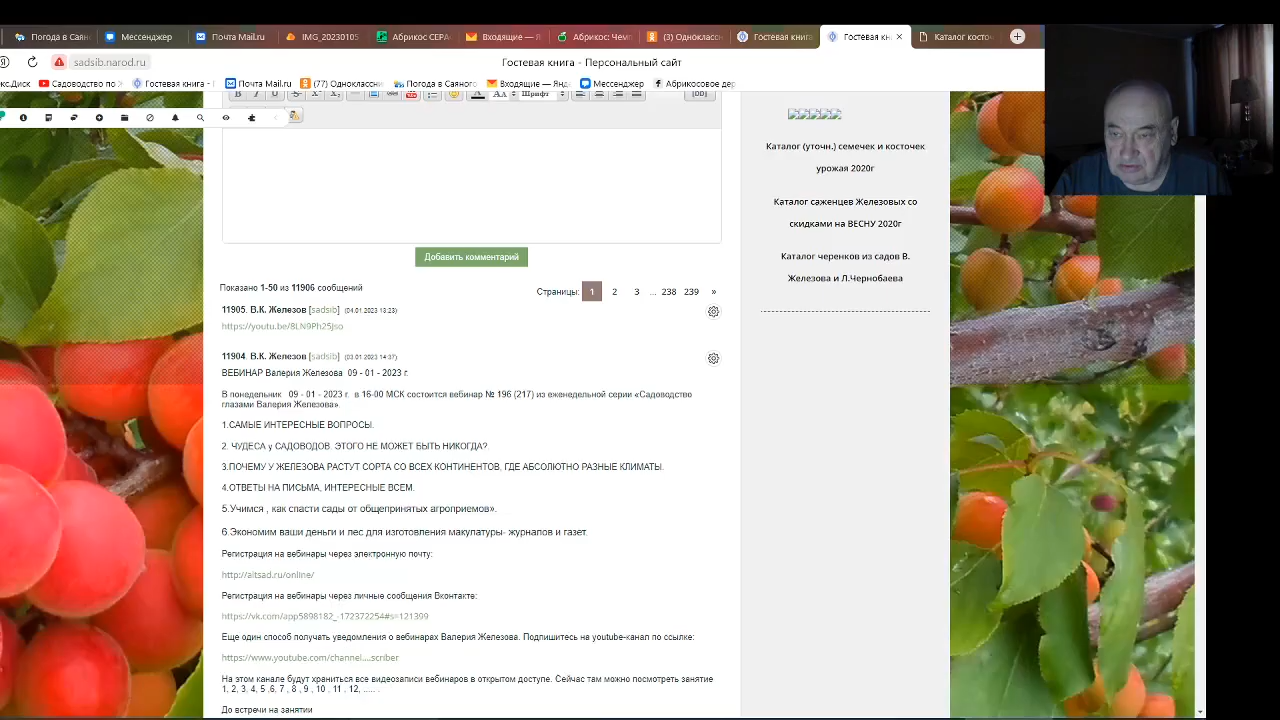 Погода в Саяно
Мессенджер
Почта Mail.ru
IMG_20230105
Абрикос СЕРА
Входящие — Я
Абрикос: Чемп
(3) Одноклассн
Гостевая книга
Гостевая кн
Каталог косточ
sadsib.narod.ru
Гостевая книга - Персональный сайт
кс.Диск
Садоводство по
Гостевая книга - П
Почта Mail.ru
(77) Одноклассни
Погода в Саяного
Входящие — Янд
Мессенджер
Абрикосовое дер
B I U S X² X₂
Шрифт
[DD]
Добавить комментарий
Показано 1-50 из 11906 сообщений
Страницы: 1 2 3 ... 238 239 »
11905. В.К. Железов [sadsib] (04.01.2023 13:23)
https://youtu.be/8LN9Ph25Jso
11904. В.К. Железов [sadsib] (03.01.2023 14:37)
ВЕБИНАР Валерия Железова 09 - 01 - 2023 г.
В понедельник 09 - 01 - 2023 г. в 16-00 МСК состоится вебинар № 196 (217) из еженедельной серии «Садоводство
глазами Валерия Железова».
1.САМЫЕ ИНТЕРЕСНЫЕ ВОПРОСЫ.
2. ЧУДЕСА у САДОВОДОВ. ЭТОГО НЕ МОЖЕТ БЫТЬ НИКОГДА?
3.ПОЧЕМУ У ЖЕЛЕЗОВА РАСТУТ СОРТА СО ВСЕХ КОНТИНЕНТОВ, ГДЕ АБСОЛЮТНО РАЗНЫЕ КЛИМАТЫ.
4.ОТВЕТЫ НА ПИСЬМА, ИНТЕРЕСНЫЕ ВСЕМ.
5.Учимся , как спасти сады от общепринятых агроприемов».
6.Экономим ваши деньги и лес для изготовления макулатуры- журналов и газет.
Регистрация на вебинары через электронную почту:
http://altsad.ru/online/
Регистрация на вебинары через личные сообщения Вконтакте:
https://vk.com/app5898182_-172372254#s=121399
Еще один способ получать уведомления о вебинарах Валерия Железова. Подпишитесь на youtube-канал по ссылке:
https://www.youtube.com/channel....scriber
На этом канале будут храниться все видеозаписи вебинаров в открытом доступе. Сейчас там можно посмотреть занятие
1, 2, 3, 4, 5 ,6, 7 , 8 , 9 , 10 . 11 . 12, ..... .
До встречи на занятии
Каталог (уточн.) семечек и косточек
урожая 2020г
Каталог саженцев Железовых со
скидками на ВЕСНУ 2020г
Каталог черенков из садов В.
Железова и Л.Чернобаева